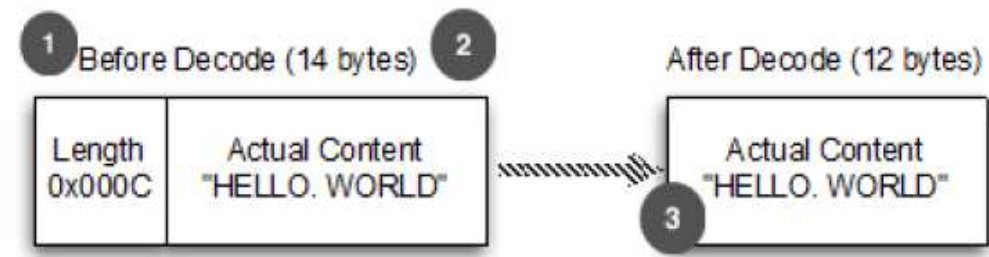 1
Before Decode (14 bytes)
2
After Decode (12 bytes)
Length
0x000C
Actual Content
"HELLO. WORLD"
Actual Content
"HELLO. WORLD"
3